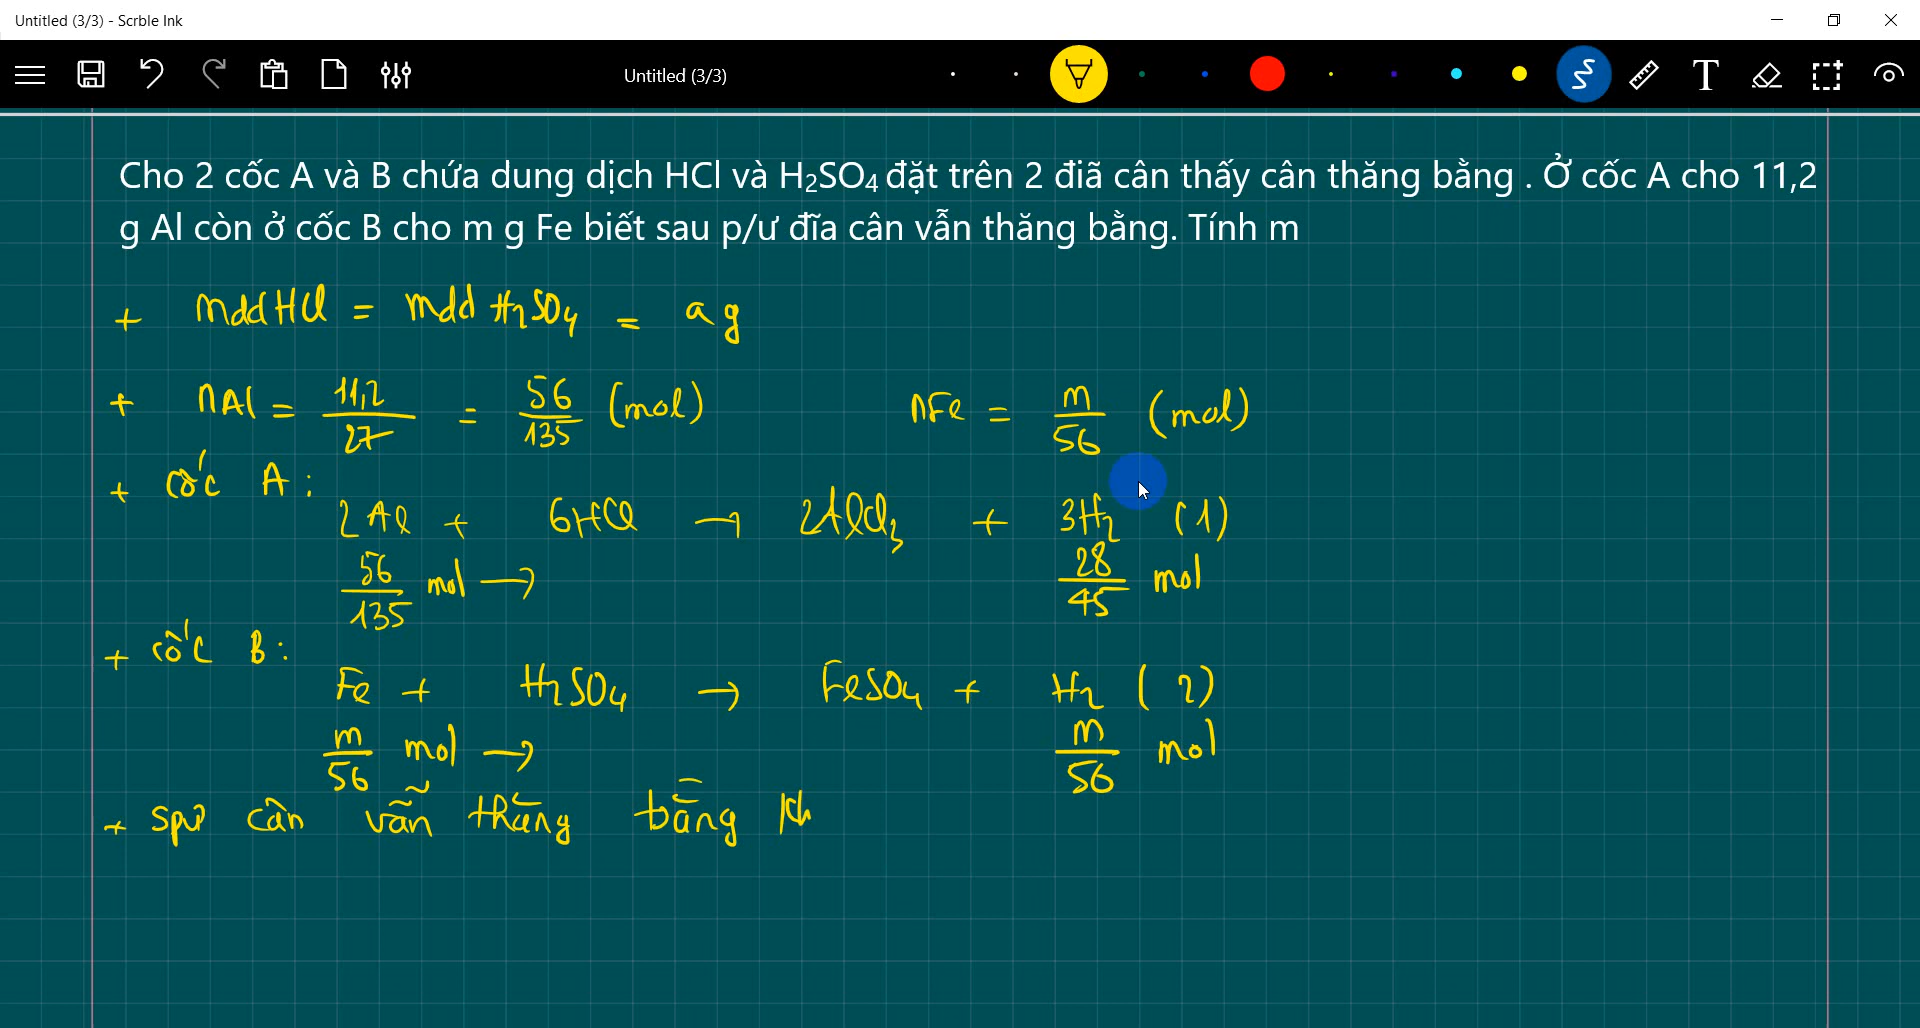 Untitled (3/3) - Scrble Ink
Untitled (3/3)
T
Cho 2 cốc A và B chứa dung dịch HCl và H₂SO₄ đặt trên 2 điã cân thấy cân thăng bằng . Ở cốc A cho 11,2
g Al còn ở cốc B cho m g Fe biết sau p/ư đĩa cân vẫn thăng bằng. Tính m
+ mddHCl = mdd H₂SO₄ = a g
+ nAl = 11,2/27 = 56/135 (mol) nFe = m/56 (mol)
+ cốc A:
2Al + 6HCl → 2AlCl₃ + 3H₂ (1)
56/135 mol → 28/45 mol
+ cốc B:
Fe + H₂SO₄ → FeSO₄ + H₂ (2)
m/56 mol → m/56 mol
+ spư cân vẫn thăng bằng kh